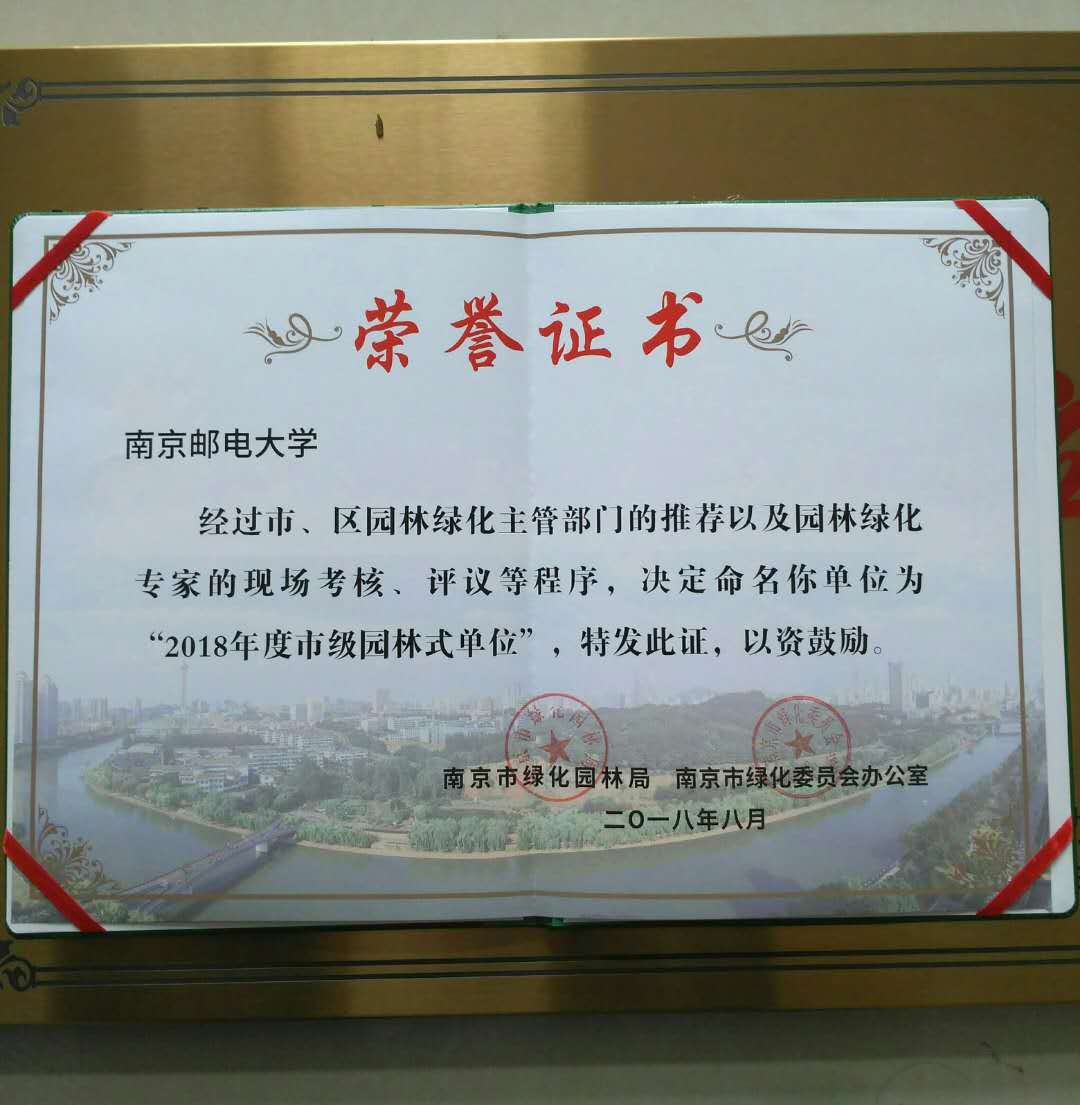 荣誉证书
南京邮电大学
经过市、区园林绿化主管部门的推荐以及园林绿化
专家的现场考核、评议等程序，决定命名你单位为
“2018年度市级园林式单位”，特发此证，以资鼓励。
南京市绿化园林局 南京市绿化委员会办公室
二〇一八年八月